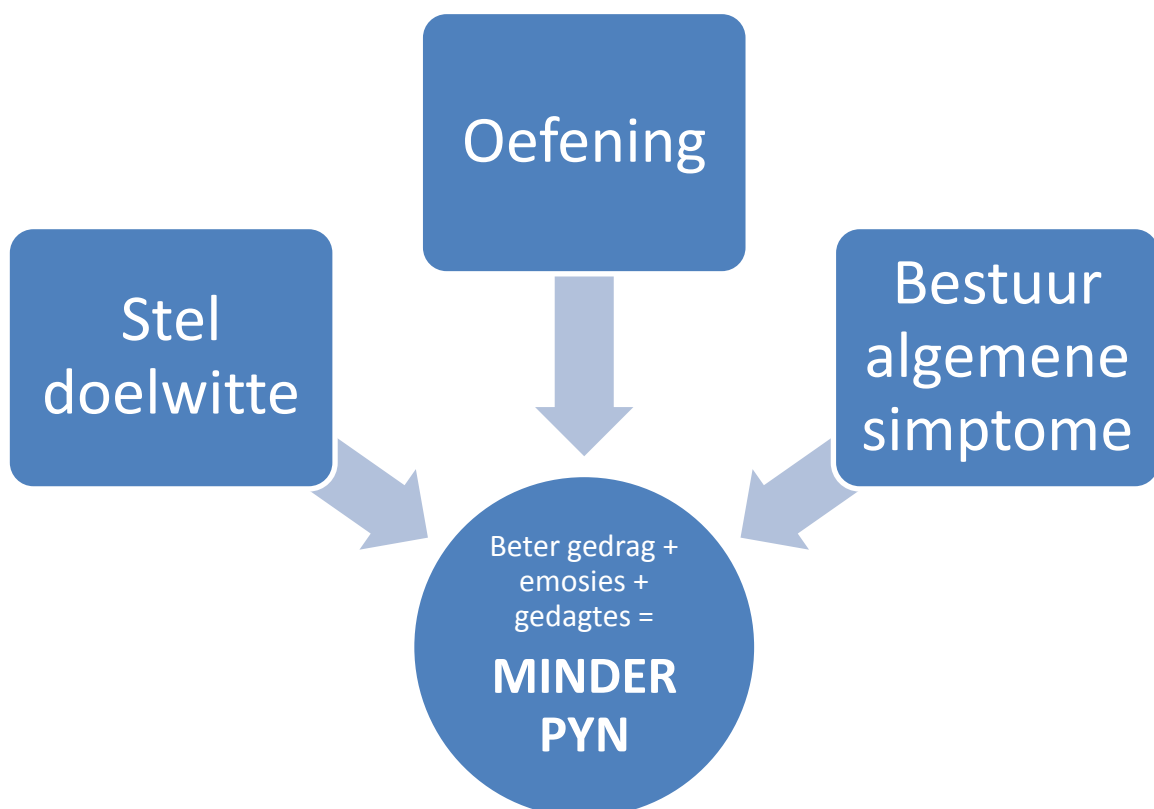 Oefening
Stel
doelwitte
Bestuur
algemene
simptome
Beter gedrag +
emosies +
gedagtes =
MINDER
PYN